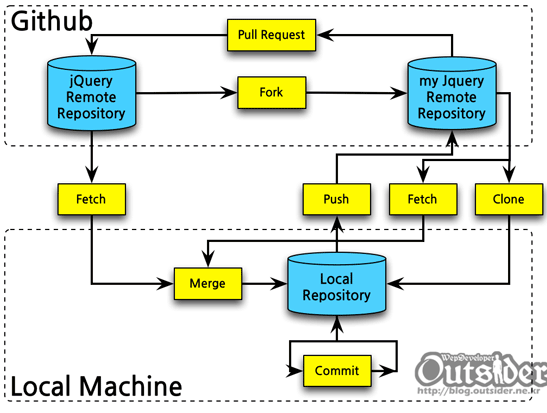 Github
Pull Request
jQuery
Remote
Repository
Fork
my Jquery
Remote
Repository
Fetch
Push
Fetch
Clone
Merge
Local
Repository
Commit
Local Machine
WepDeveloper
Outsider
http://blog.outsider.ne.kr